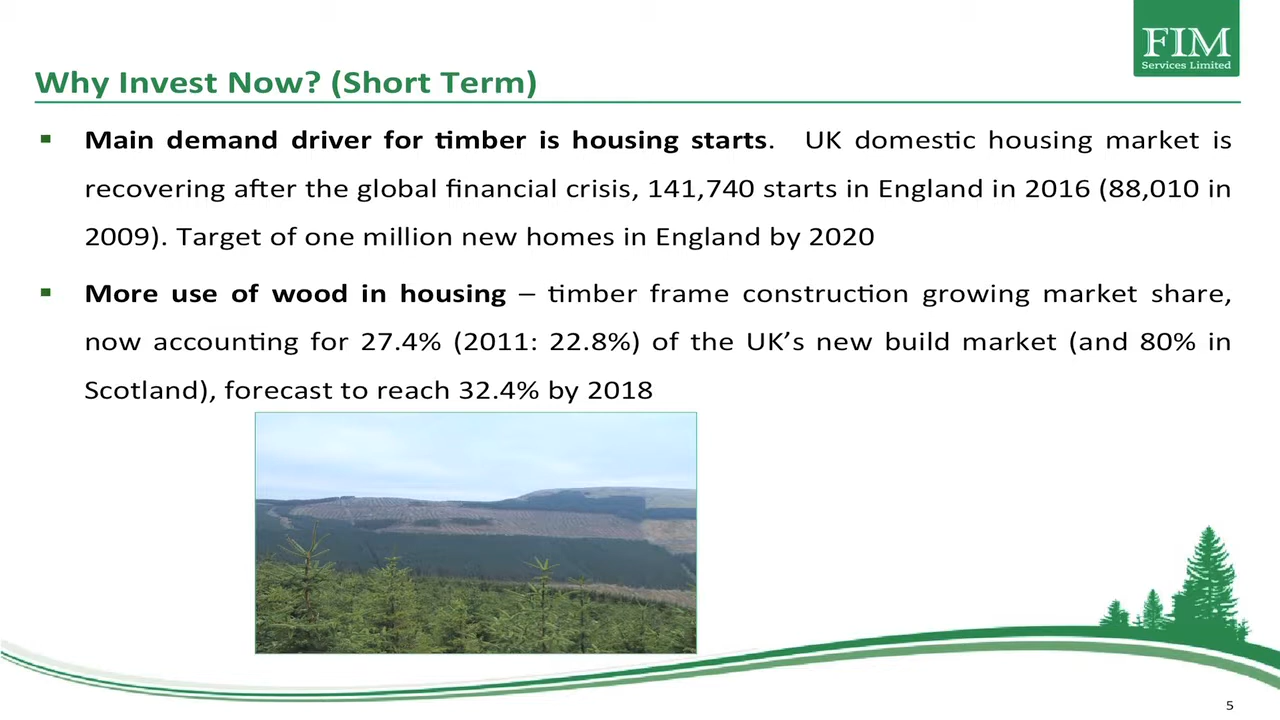 FIM
Services Limited
Why Invest Now? (Short Term)
▪ Main demand driver for timber is housing starts. UK domestic housing market is
recovering after the global financial crisis, 141,740 starts in England in 2016 (88,010 in
2009). Target of one million new homes in England by 2020
▪ More use of wood in housing – timber frame construction growing market share,
now accounting for 27.4% (2011: 22.8%) of the UK’s new build market (and 80% in
Scotland), forecast to reach 32.4% by 2018
5